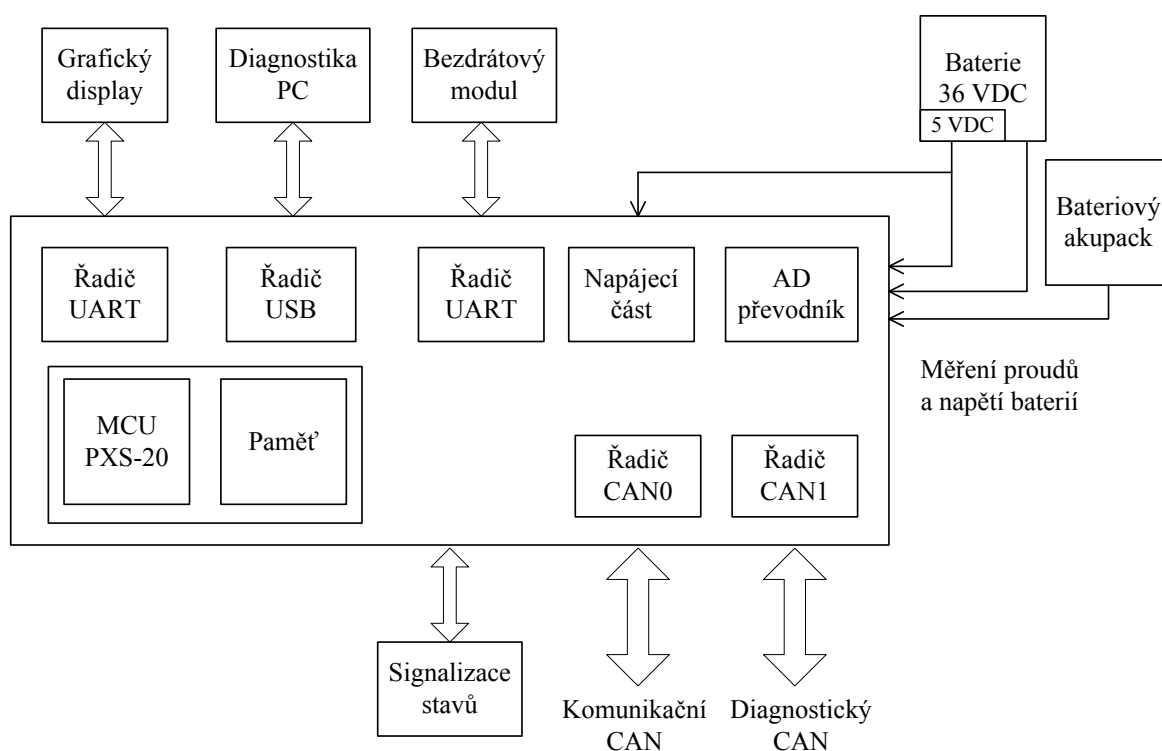 Grafický
display
Diagnostika
PC
Bezdrátový
modul
Baterie
36 VDC
5 VDC
Bateriový
akupack
Řadič
UART
Řadič
USB
Řadič
UART
Napájecí
část
AD
převodník
Měření proudů
a napětí baterií
MCU
PXS-20
Paměť
Řadič
CAN0
Řadič
CAN1
Signalizace
stavů
Komunikační
CAN
Diagnostický
CAN